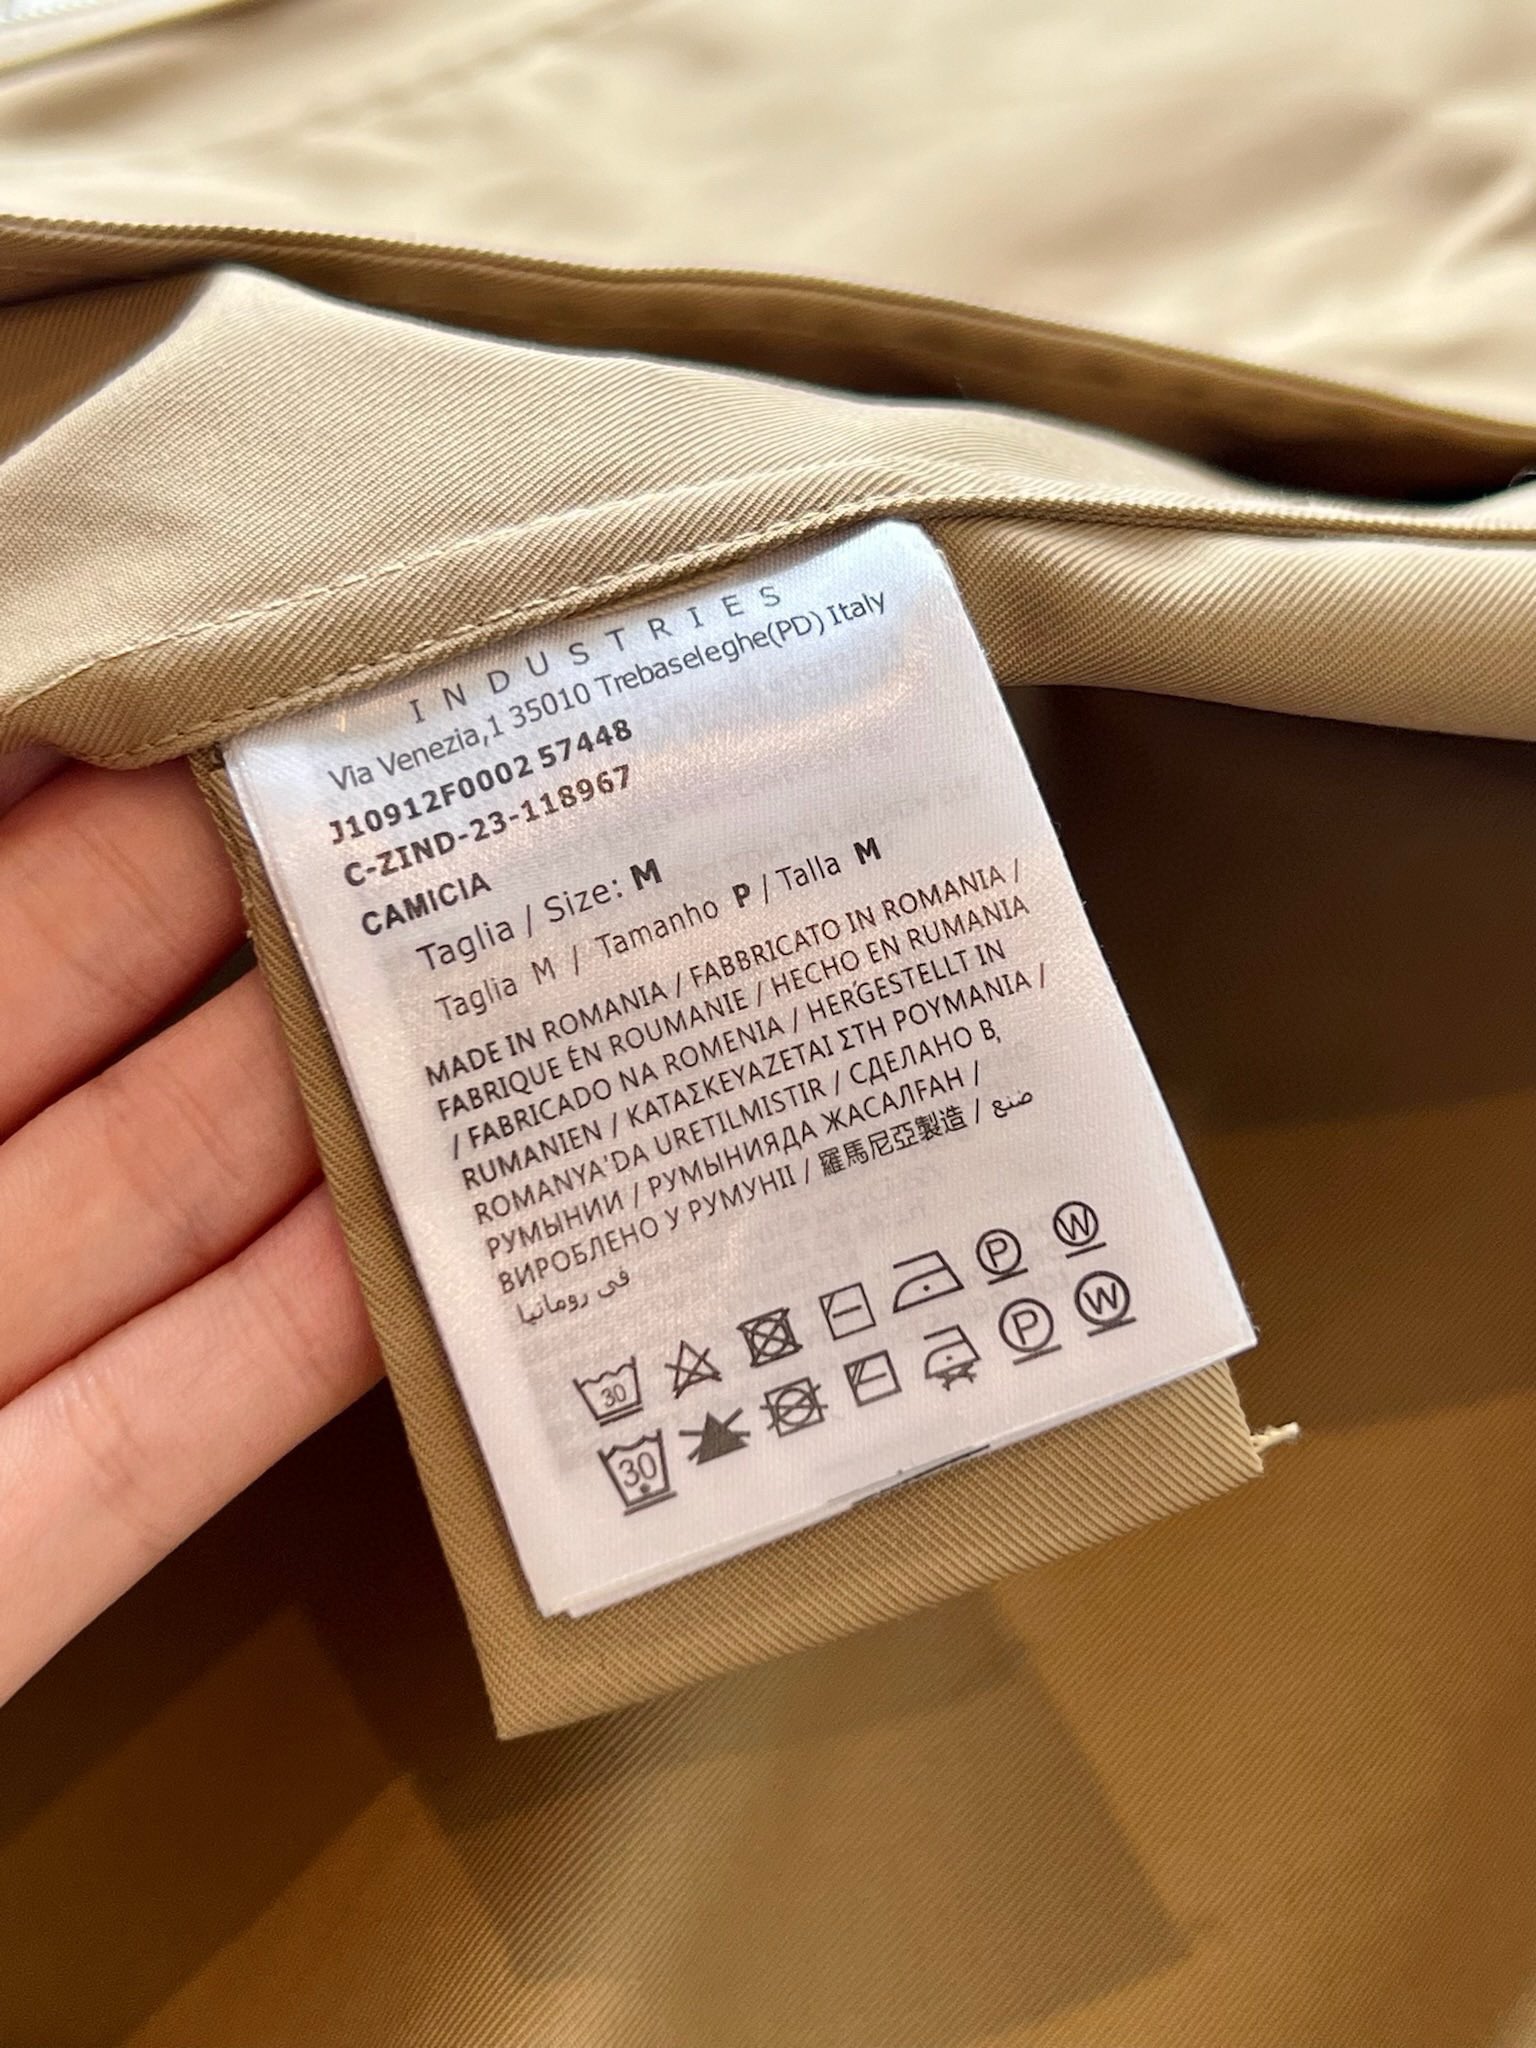 INDUSTRIES
Via Venezia,1 35010 Trebaseleghe(PD) Italy
J10912F0002 57448
C-ZIND-23-118967
CAMICIA
Taglia / Size: M
Taglia M / Tamanho P / Talla M
MADE IN ROMANIA / FABBRICATO IN ROMANIA /
FABRIQUE EN ROUMANIE / HECHO EN RUMANIA
/ FABRICADO NA ROMENIA / HERGESTELLT IN
RUMANIEN / ΚΑΤΑΣΚΕΥΑΖΕΤΑΙ ΣΤΗ ΡΟΥΜΑΝΙΑ /
ROMANYA'DA URETILMISTIR / СДЕЛАНО В,
РУМЫНИИ / РУМЫНИЯДА ЖАСАЛҒАН /
ВИРОБЛЕНО У РУМУНІІ / 羅馬尼亞製造 / صنع
في رومانيا
30 P W
30 P W